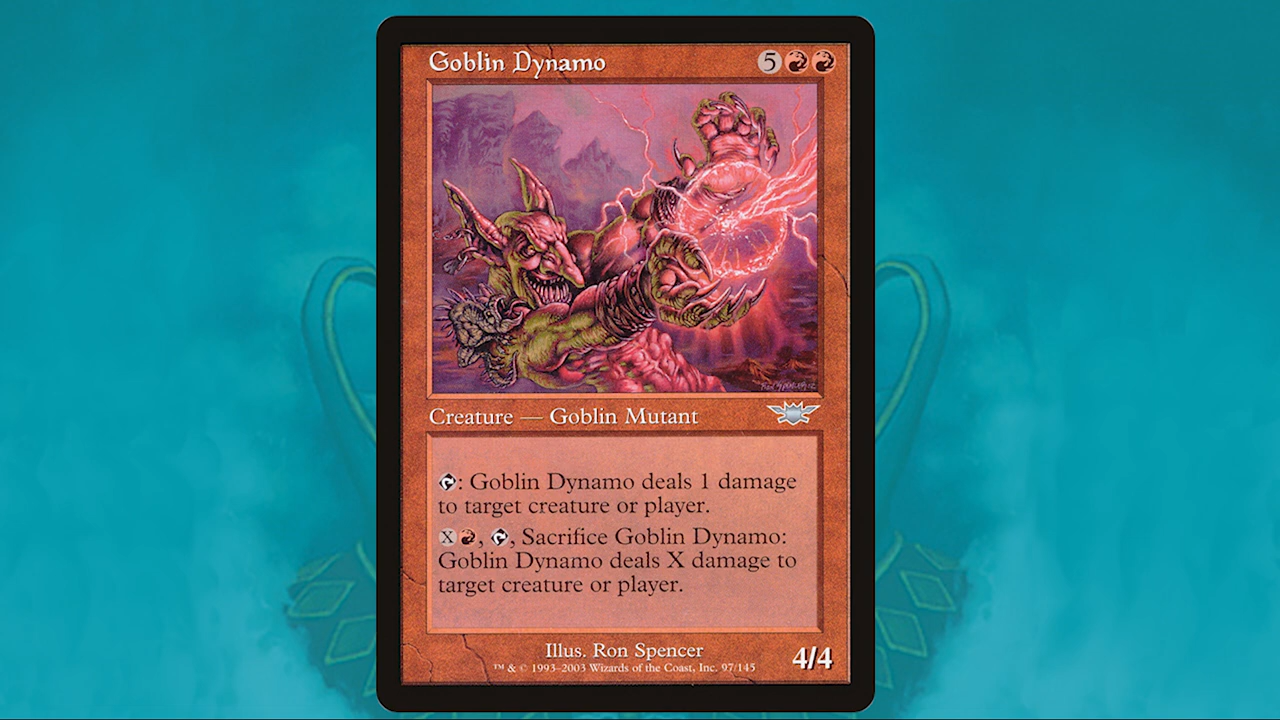 Goblin Dynamo
5
Creature — Goblin Mutant
: Goblin Dynamo deals 1 damage
to target creature or player.
X , , Sacrifice Goblin Dynamo:
Goblin Dynamo deals X damage to
target creature or player.
Illus. Ron Spencer
™ & © 1993–2003 Wizards of the Coast, Inc. 97/145
4/4